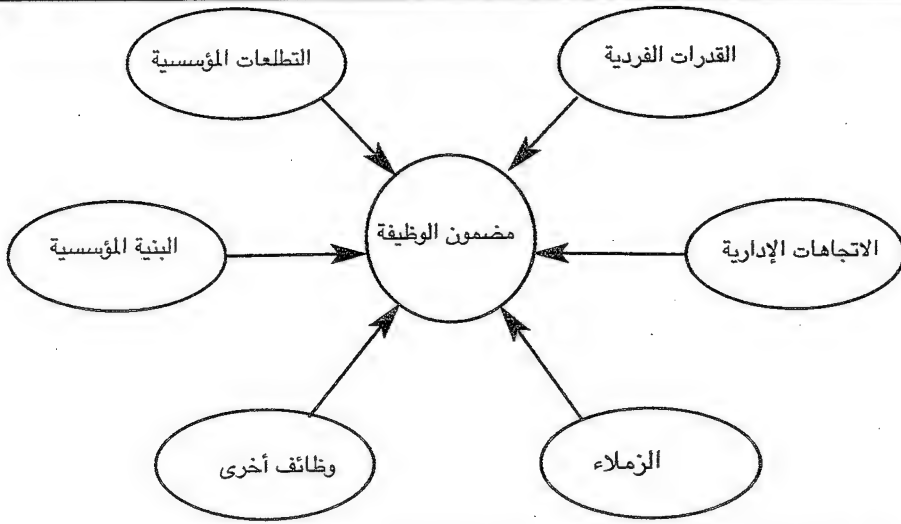 القدرات الفردية
التطلعات المؤسسية
مضمون الوظيفة
الاتجاهات الإدارية
البنية المؤسسية
الزملاء
وظائف أخرى